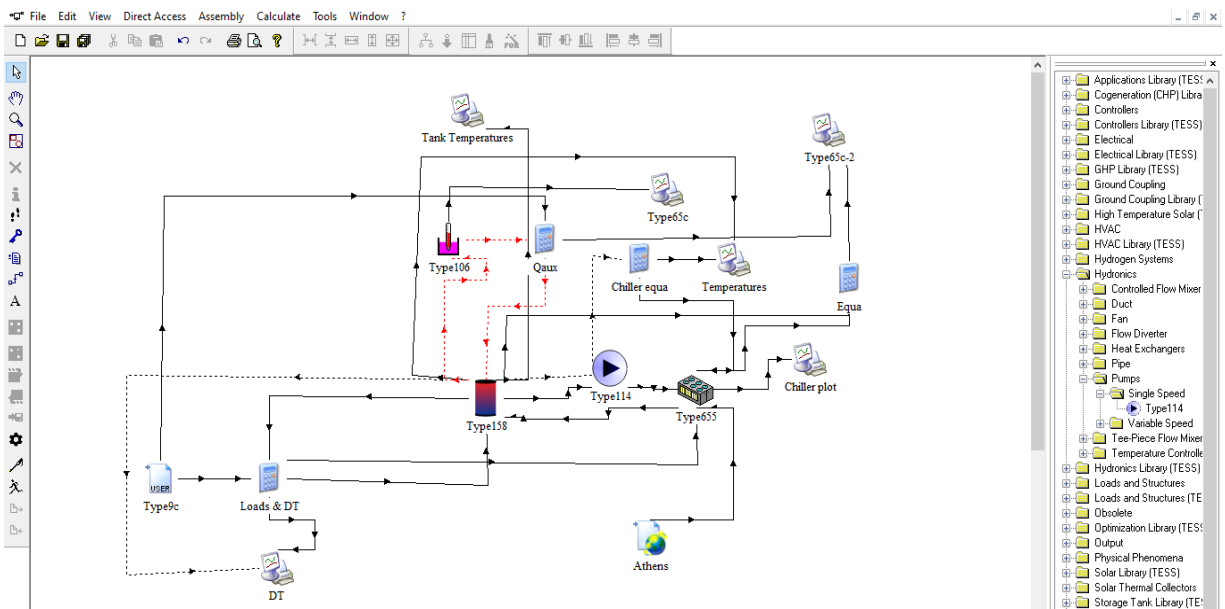 File Edit View Direct Access Assembly Calculate Tools Window ?
FOR
A
Tank Temperatures
Type65c-2
Type65c
Type106
Qaux
Chiller equa
Temperatures
Equa
Type114
Chiller plot
Type158
Type655
USER
Type9c
Loads & DT
DT
Athens
Applications Library (TESS
Cogeneration (CHP) Libra
Controllers
Controllers Library (TESS)
Electrical
Electrical Library (TESS)
GHP Library (TESS)
Ground Coupling
Ground Coupling Library (
High Temperature Solar (
HVAC
HVAC Library (TESS)
Hydrogen Systems
Hydronics
Controlled Flow Mixer
Duct
Fan
Flow Diverter
Heat Exchangers
Pipe
Pumps
Single Speed
Type114
Variable Speed
Tee-Piece Flow Mixer
Temperature Controlle
Hydronics Library (TESS)
Loads and Structures
Loads and Structures (TE
Obsolete
Optimization Library (TES
Output
Physical Phenomena
Solar Library (TESS)
Solar Thermal Collectors
Storage Tank Library (TE